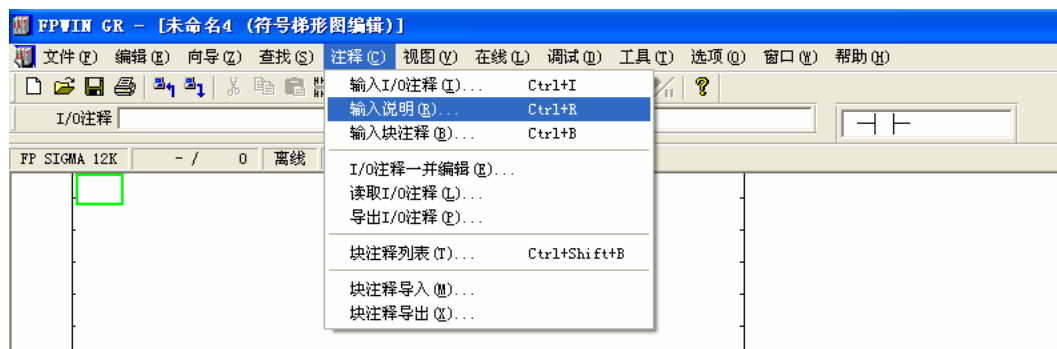 FPWIN GR - [未命名4 (符号梯形图编辑)]
文件(F) 编辑(E) 向导(Z) 查找(S) 注释(C) 视图(V) 在线(L) 调试(D) 工具(T) 选项(O) 窗口(W) 帮助(H)
输入I/O注释(I)... Ctrl+I
I/O注释
输入说明(R)... Ctrl+R
输入块注释(B)... Ctrl+B
FP SIGMA 12K - / 0 离线
I/O注释一并编辑(E)...
读取I/O注释(L)...
导出I/O注释(P)...
块注释列表(T)... Ctrl+Shift+B
块注释导入(M)...
块注释导出(X)...